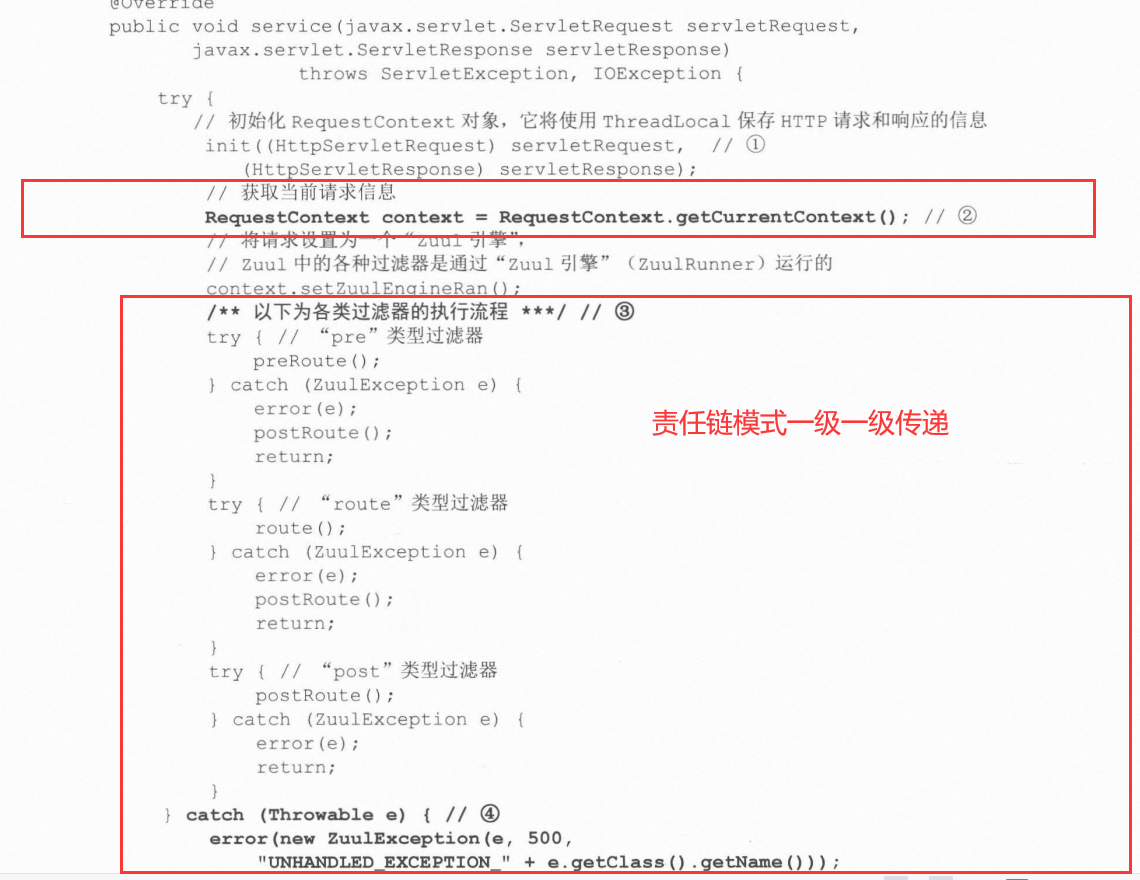 @Override
public void service(javax.servlet.ServletRequest servletRequest,
javax.servlet.ServletResponse servletResponse)
throws ServletException, IOException {
try {
// 初始化 RequestContext 对象，它将使用 ThreadLocal 保存 HTTP 请求和响应的信息
init((HttpServletRequest) servletRequest, // ①
(HttpServletResponse) servletResponse);
// 获取当前请求信息
RequestContext context = RequestContext.getCurrentContext(); // ②
// 将请求设置为一个“Zuul 引擎”，
// Zuul 中的各种过滤器是通过“Zuul 引擎”（ZuulRunner）运行的
context.setZuulEngineRan();
/** 以下为各类过滤器的执行流程 ***/ // ③
try { // “pre”类型过滤器
preRoute();
} catch (ZuulException e) {
error(e);
postRoute();
return;
}
责任链模式一级一级传递
try { // “route”类型过滤器
route();
} catch (ZuulException e) {
error(e);
postRoute();
return;
}
try { // “post”类型过滤器
postRoute();
} catch (ZuulException e) {
error(e);
return;
}
} catch (Throwable e) { // ④
error(new ZuulException(e, 500,
"UNHANDLED_EXCEPTION_" + e.getClass().getName()));